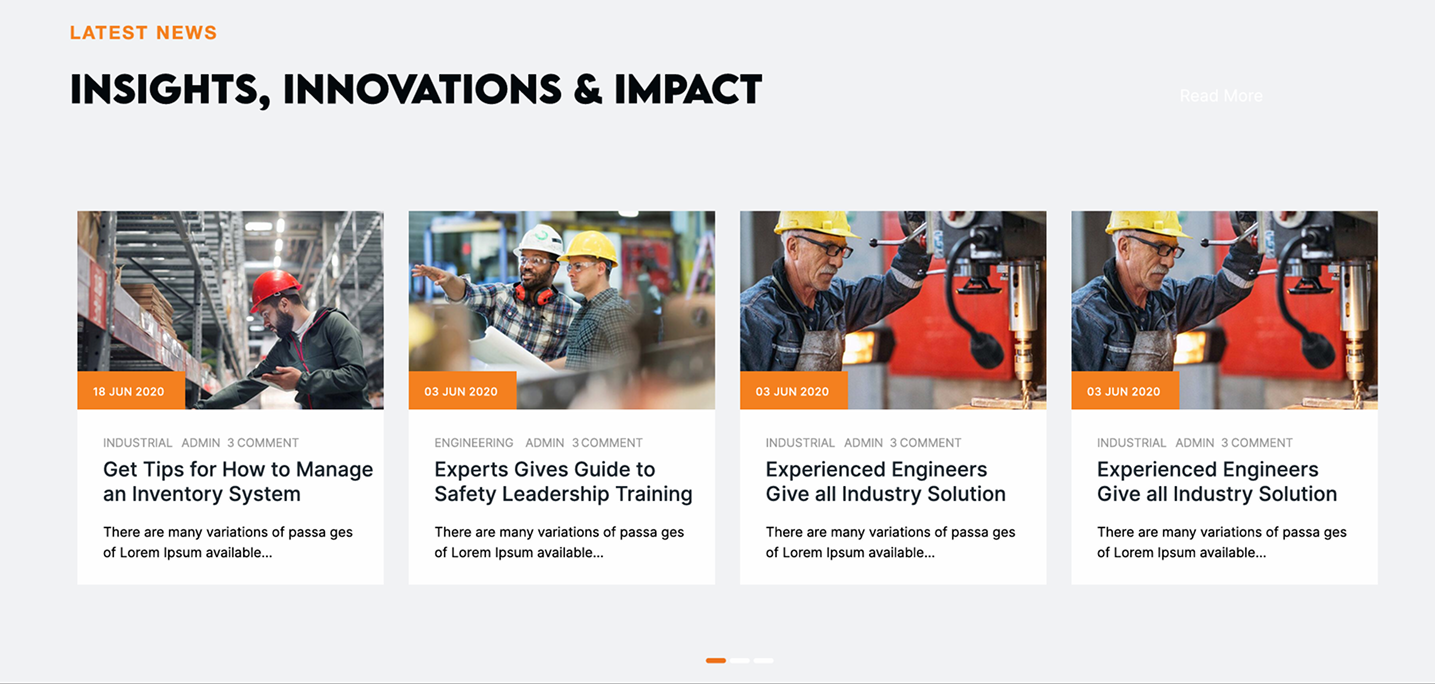 LATEST NEWS
INSIGHTS, INNOVATIONS & IMPACT
Read More
18 JUN 2020
INDUSTRIAL ADMIN 3 COMMENT
Get Tips for How to Manage
an Inventory System
There are many variations of passa ges
of Lorem Ipsum available...
03 JUN 2020
ENGINEERING ADMIN 3 COMMENT
Experts Gives Guide to
Safety Leadership Training
There are many variations of passa ges
of Lorem Ipsum available...
03 JUN 2020
INDUSTRIAL ADMIN 3 COMMENT
Experienced Engineers
Give all Industry Solution
There are many variations of passa ges
of Lorem Ipsum available...
03 JUN 2020
INDUSTRIAL ADMIN 3 COMMENT
Experienced Engineers
Give all Industry Solution
There are many variations of passa ges
of Lorem Ipsum available...